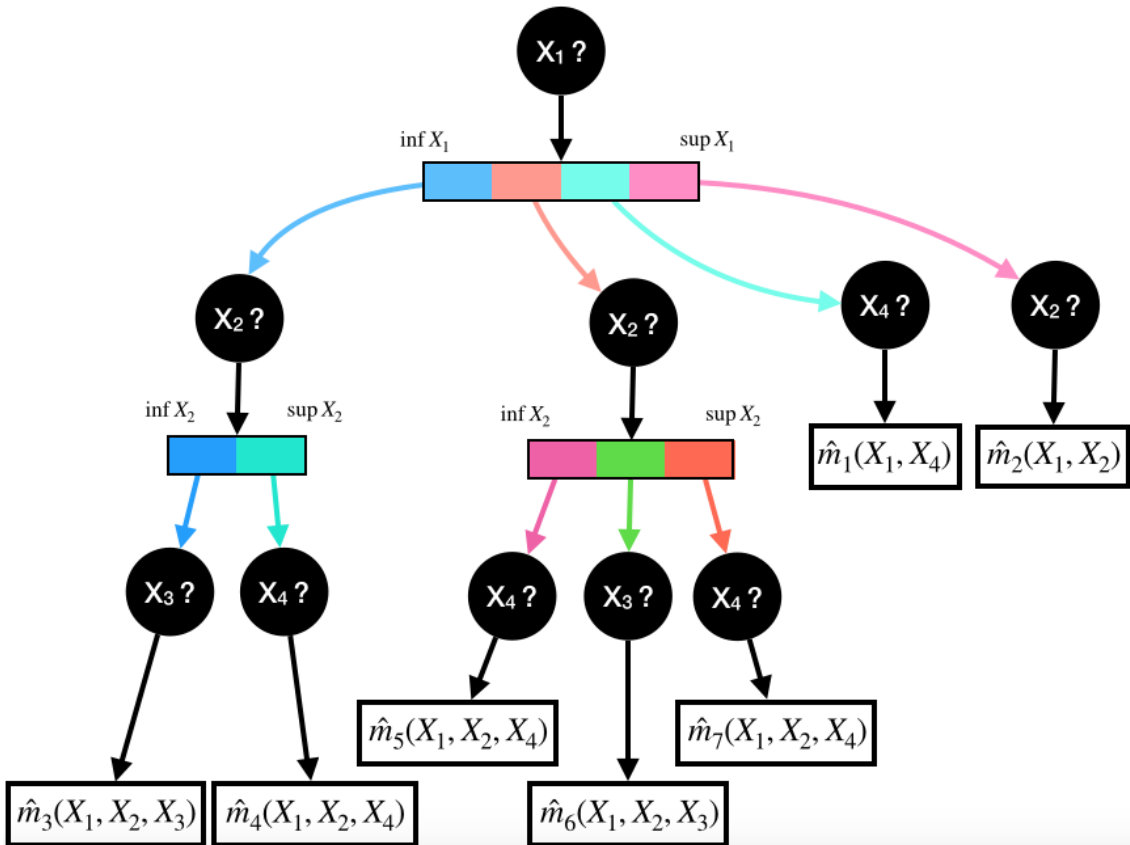 X₁ ?
inf X₁
sup X₁
X₂ ?
X₂ ?
X₄ ?
X₂ ?
inf X₂
sup X₂
inf X₂
sup X₂
m̂₁(X₁, X₄)
m̂₂(X₁, X₂)
X₃ ?
X₄ ?
X₄ ?
X₃ ?
X₄ ?
m̂₅(X₁, X₂, X₄)
m̂₇(X₁, X₂, X₄)
m̂₃(X₁, X₂, X₃)
m̂₄(X₁, X₂, X₄)
m̂₆(X₁, X₂, X₃)